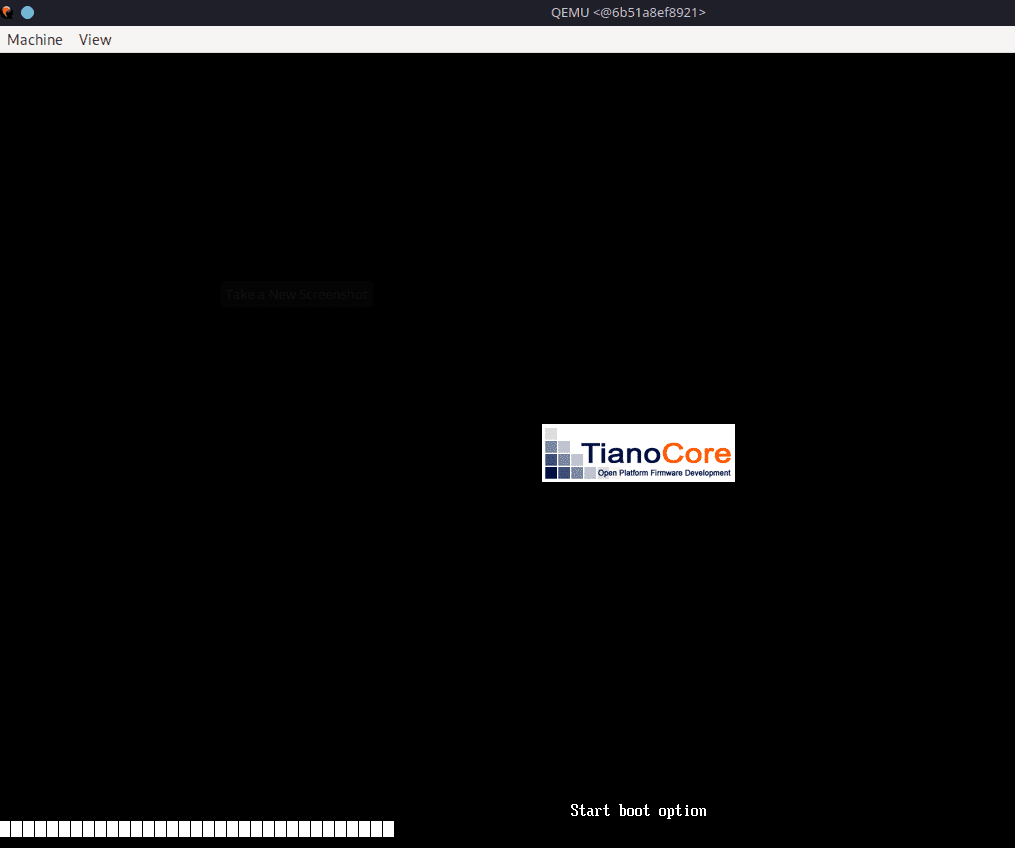 QEMU <@6b51a8ef8921>
Machine View
Take a New Screenshot
TianoCore
Open Platform Firmware Development
Start boot option